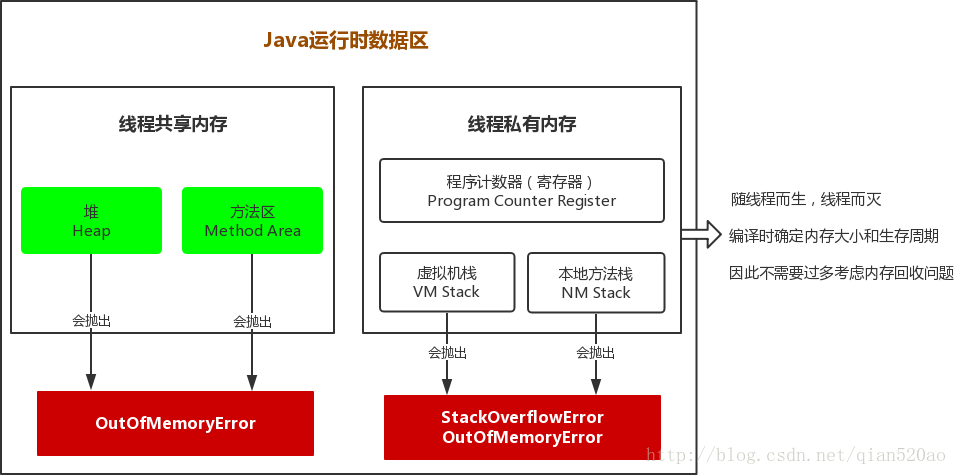 Java运行时数据区
线程共享内存
堆
Heap
方法区
Method Area
会抛出
会抛出
OutOfMemoryError
线程私有内存
程序计数器（寄存器）
Program Counter Register
虚拟机栈
VM Stack
本地方法栈
NM Stack
会抛出
会抛出
StackOverflowError
OutOfMemoryError
随线程而生，线程而灭
编译时确定内存大小和生存周期
因此不需要过多考虑内存回收问题
http://blog.csdn.net/qian520ao